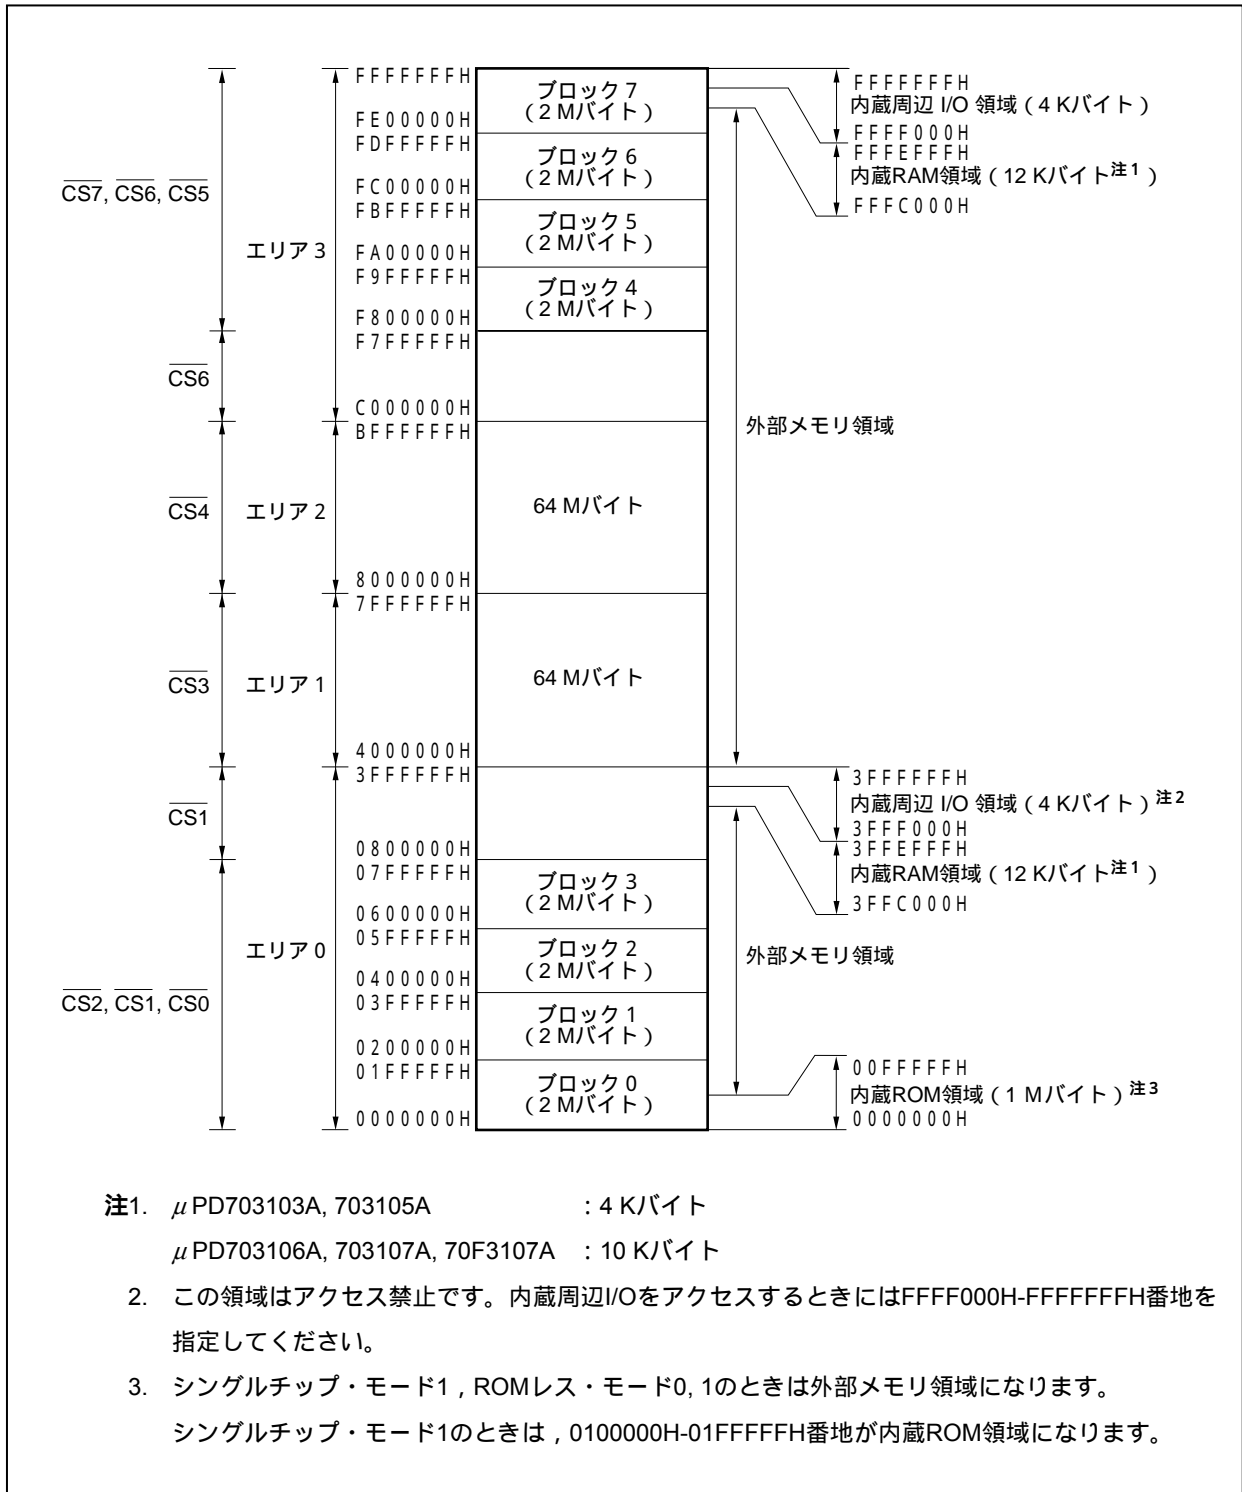 FFFFFFFH
ブロック 7
(2 Mバイト)
FE00000H
FDFFFFFH
ブロック 6
(2 Mバイト)
FC00000H
FBFFFFFH
ブロック 5
(2 Mバイト)
FA00000H
F9FFFFFH
ブロック 4
(2 Mバイト)
F800000H
F7FFFFFH
C000000H
BFFFFFFH
64 Mバイト
8000000H
7FFFFFFH
64 Mバイト
4000000H
3FFFFFFH
0800000H
07FFFFFH
ブロック 3
(2 Mバイト)
0600000H
05FFFFFH
ブロック 2
(2 Mバイト)
0400000H
03FFFFFH
ブロック 1
(2 Mバイト)
0200000H
01FFFFFH
ブロック 0
(2 Mバイト)
0000000H
CS7, CS6, CS5
CS6
CS4
CS3
CS1
CS2, CS1, CS0
エリア 3
エリア 2
エリア 1
エリア 0
FFFFFFFH
内蔵周辺 I/O 領域(4 Kバイト)
FFFF000H
FFFEFFFH
内蔵RAM領域(12 Kバイト注1)
FFFC000H
外部メモリ領域
3FFFFFFH
内蔵周辺 I/O 領域(4 Kバイト)注2
3FFF000H
3FFEFFFH
内蔵RAM領域(12 Kバイト注1)
3FFC000H
外部メモリ領域
00FFFFFH
内蔵ROM領域(1 Mバイト)注3
0000000H
注1. μPD703103A, 703105A : 4 Kバイト
μPD703106A, 703107A, 70F3107A : 10 Kバイト
2. この領域はアクセス禁止です。内蔵周辺I/OをアクセスするときにはFFFF000H-FFFFFFFH番地を
指定してください。
3. シングルチップ・モード1，ROMレス・モード0, 1のときは外部メモリ領域になります。
シングルチップ・モード1のときは，0100000H-01FFFFFH番地が内蔵ROM領域になります。